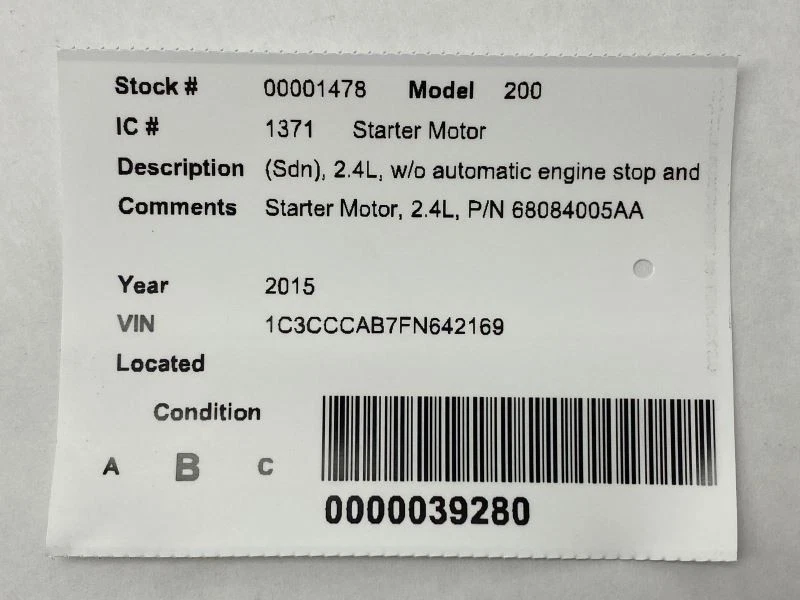 Stock # 00001478 Model 200
IC # 1371 Starter Motor
Description (Sdn), 2.4L, w/o automatic engine stop and
Comments Starter Motor, 2.4L, P/N 68084005AA
Year 2015
VIN 1C3CCCAB7FN642169
Located
Condition
A B C
0000039280